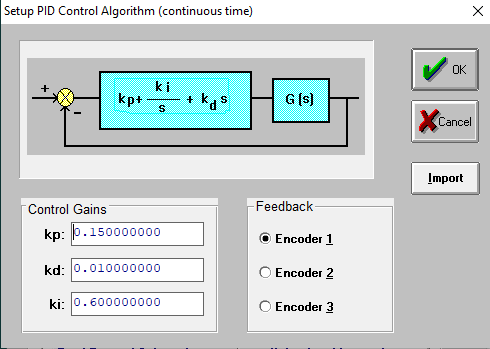 Setup PID Control Algorithm (continuous time)
+
-
kp+ ki/s + kd s
G (s)
OK
Cancel
Import
Control Gains
kp: 0.150000000
kd: 0.010000000
ki: 0.600000000
Feedback
Encoder 1
Encoder 2
Encoder 3